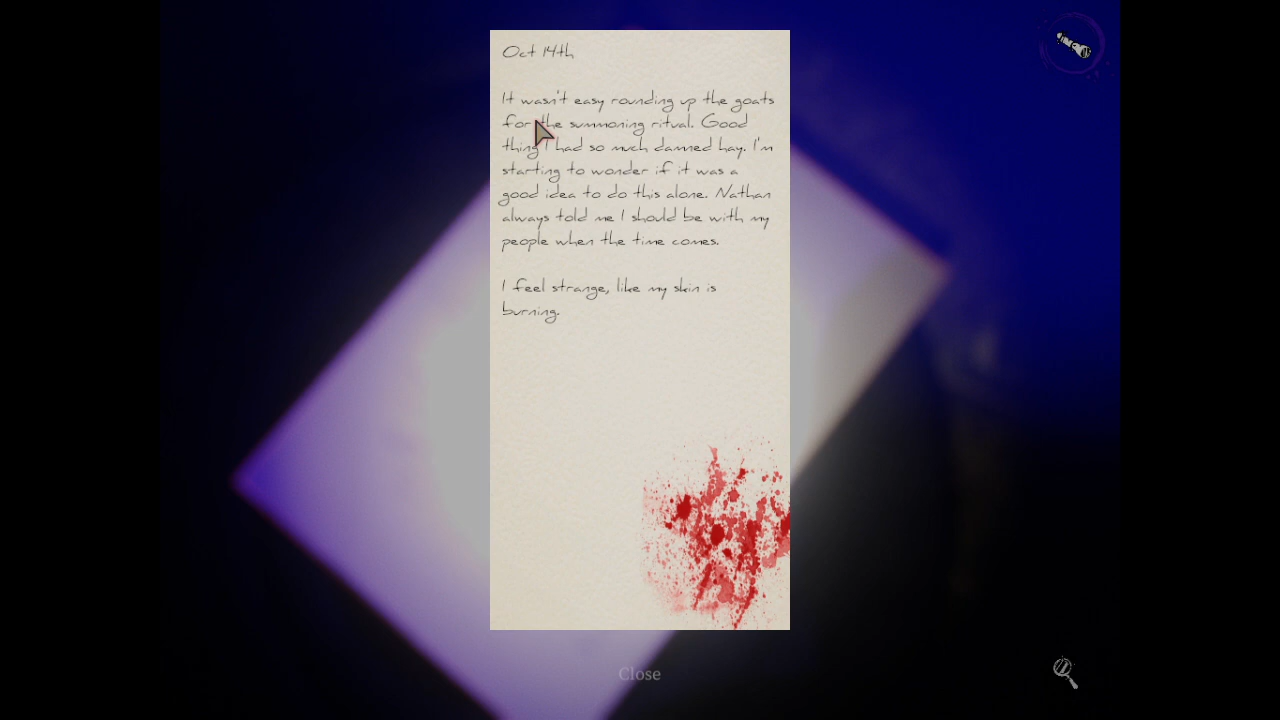 Oct 14th
It wasn't easy rounding up the goats
for the summoning ritual. Good
thing I had so much damned hay. I'm
starting to wonder if it was a
good idea to do this alone. Nathan
always told me I should be with my
people when the time comes.
I feel strange, like my skin is
burning.
Close